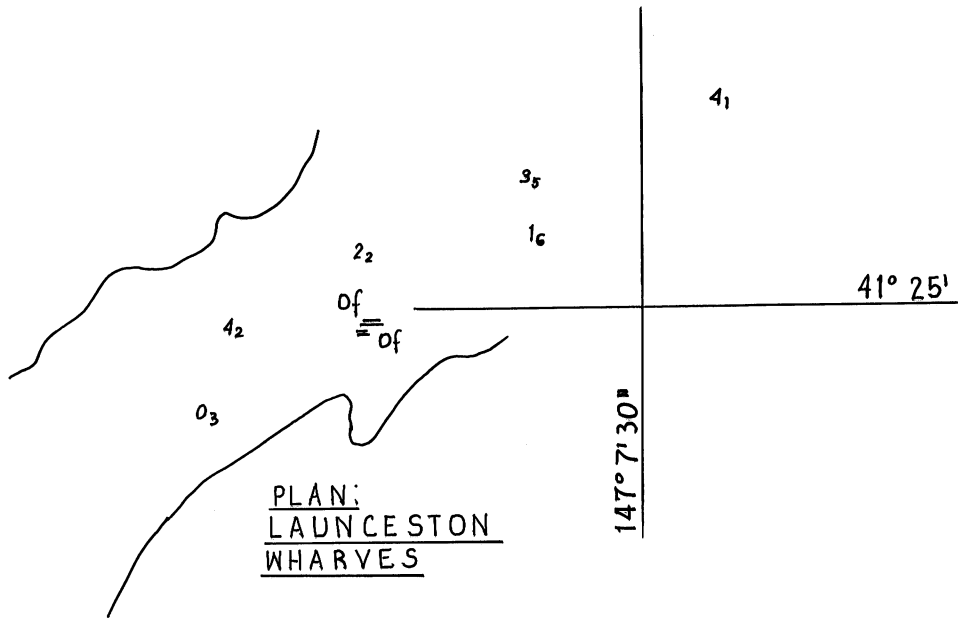 4₁
3₅
1₆
2₂
Of
41° 25'
4₂
Of
0₃
147° 7' 30"
PLAN:
LAUNCESTON
WHARVES